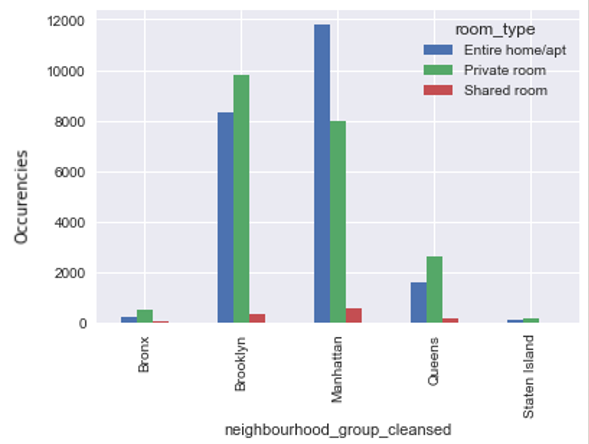 room_type
Entire home/apt
Private room
Shared room
12000
10000
8000
6000
4000
2000
0
Occurencies
Bronx
Brooklyn
Manhattan
Queens
Staten Island
neighbourhood_group_cleansed